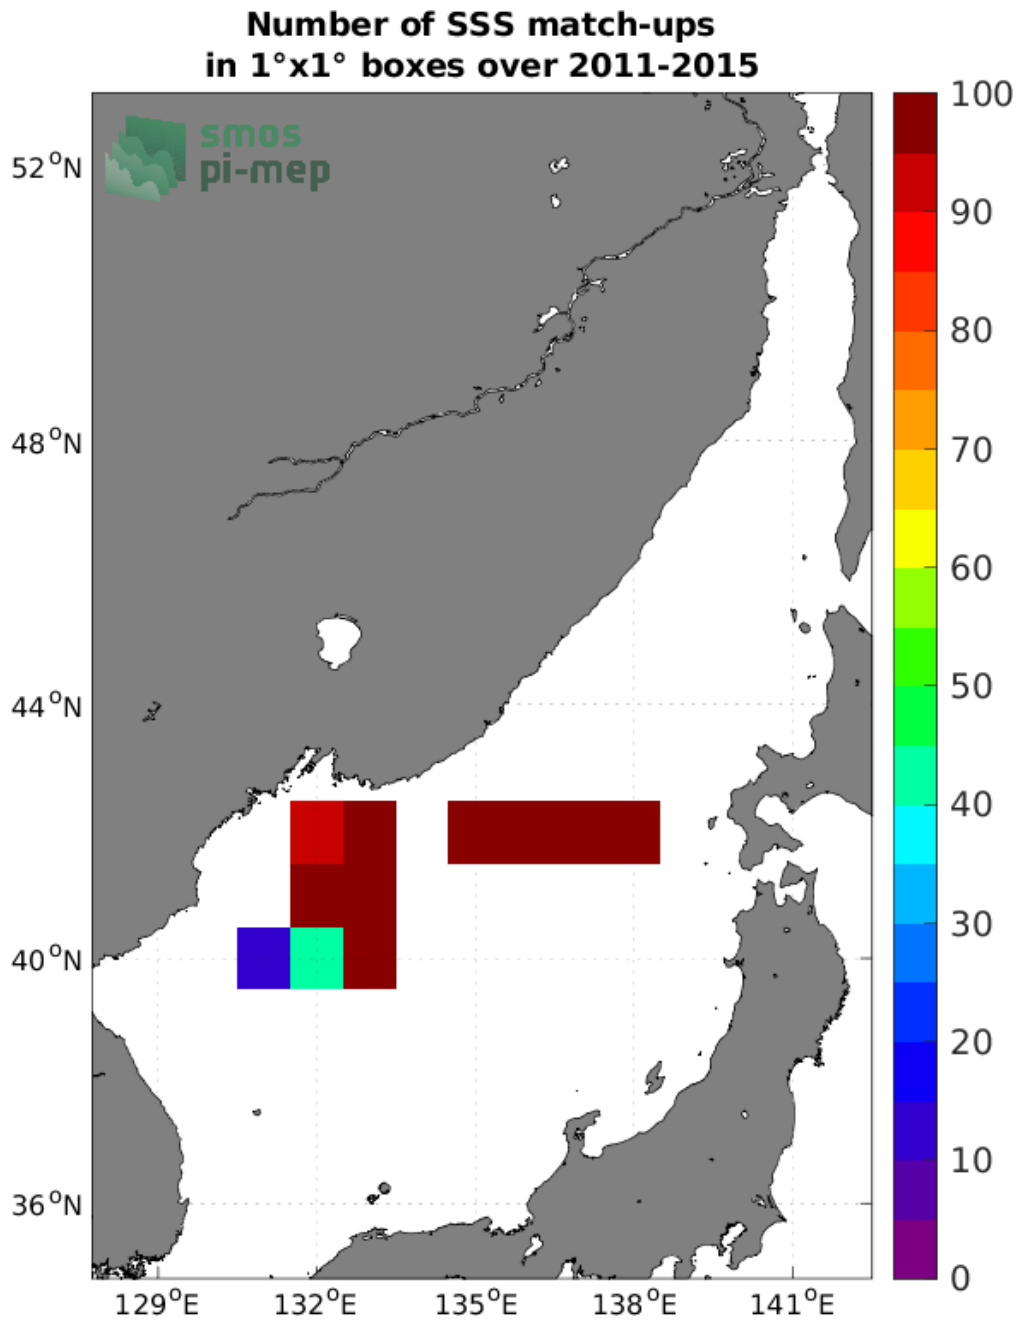 Number of SSS match-ups
in 1°x1° boxes over 2011-2015
smos
pi-mep
52°N
48°N
44°N
40°N
36°N
129°E 132°E 135°E 138°E 141°E
100
90
80
70
60
50
40
30
20
10
0